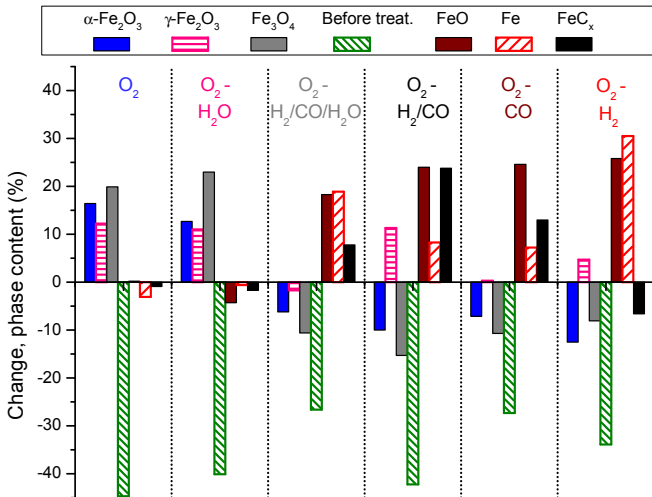 α-Fe₂O₃ γ-Fe₂O₃ Fe₃O₄ Before treat. FeO Fe FeCₓ
O₂ O₂ - O₂ - O₂ - O₂ - O₂ -
H₂O H₂/CO/H₂O H₂/CO CO H₂
Change, phase content (%)
40
30
20
10
0
-10
-20
-30
-40